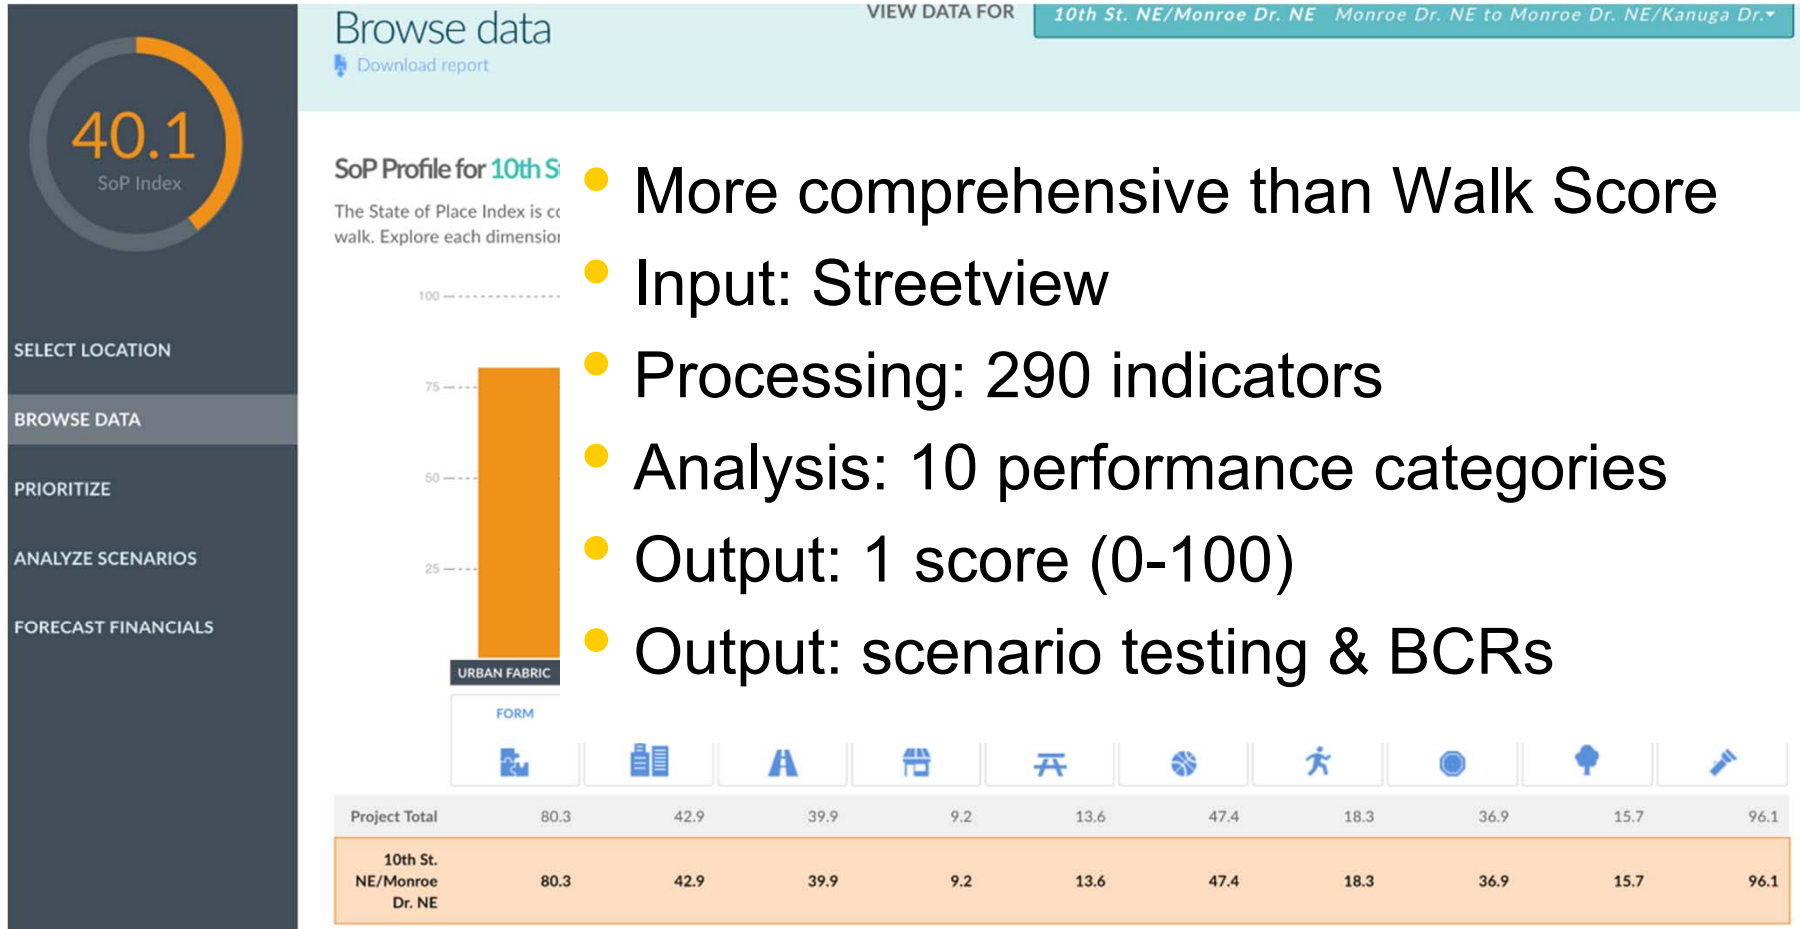 Browse data
VIEW DATA FOR
10th St. NE/Monroe Dr. NE Monroe Dr. NE to Monroe Dr. NE/Kanuga Dr.
Download report
40.1
SoP Index
SELECT LOCATION
BROWSE DATA
PRIORITIZE
ANALYZE SCENARIOS
FORECAST FINANCIALS
SoP Profile for 10th
The State of Place Index is
walk. Explore each
100
75
50
25
URBAN FABRIC
FORM
• More comprehensive than Walk Score
• Input: Streetview
• Processing: 290 indicators
• Analysis: 10 performance categories
• Output: 1 score (0-100)
• Output: scenario testing & BCRs
Project Total 80.3 42.9 39.9 9.2 13.6 47.4 18.3 36.9 15.7 96.1
10th St.
NE/Monroe 80.3 42.9 39.9 9.2 13.6 47.4 18.3 36.9 15.7 96.1
Dr. NE